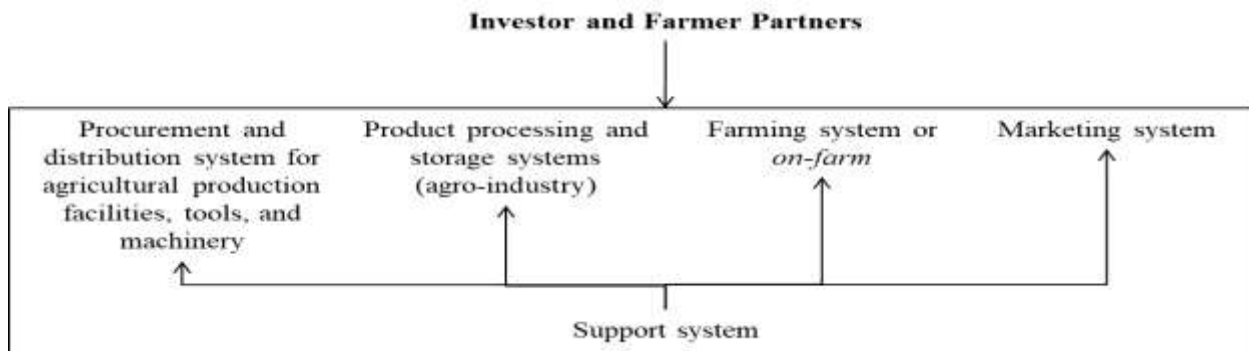 Investor and Farmer Partners
Procurement and
distribution system for
agricultural production
facilities, tools, and
machinery
Product processing and
storage systems
(agro-industry)
Farming system or
on-farm
Marketing system
Support system